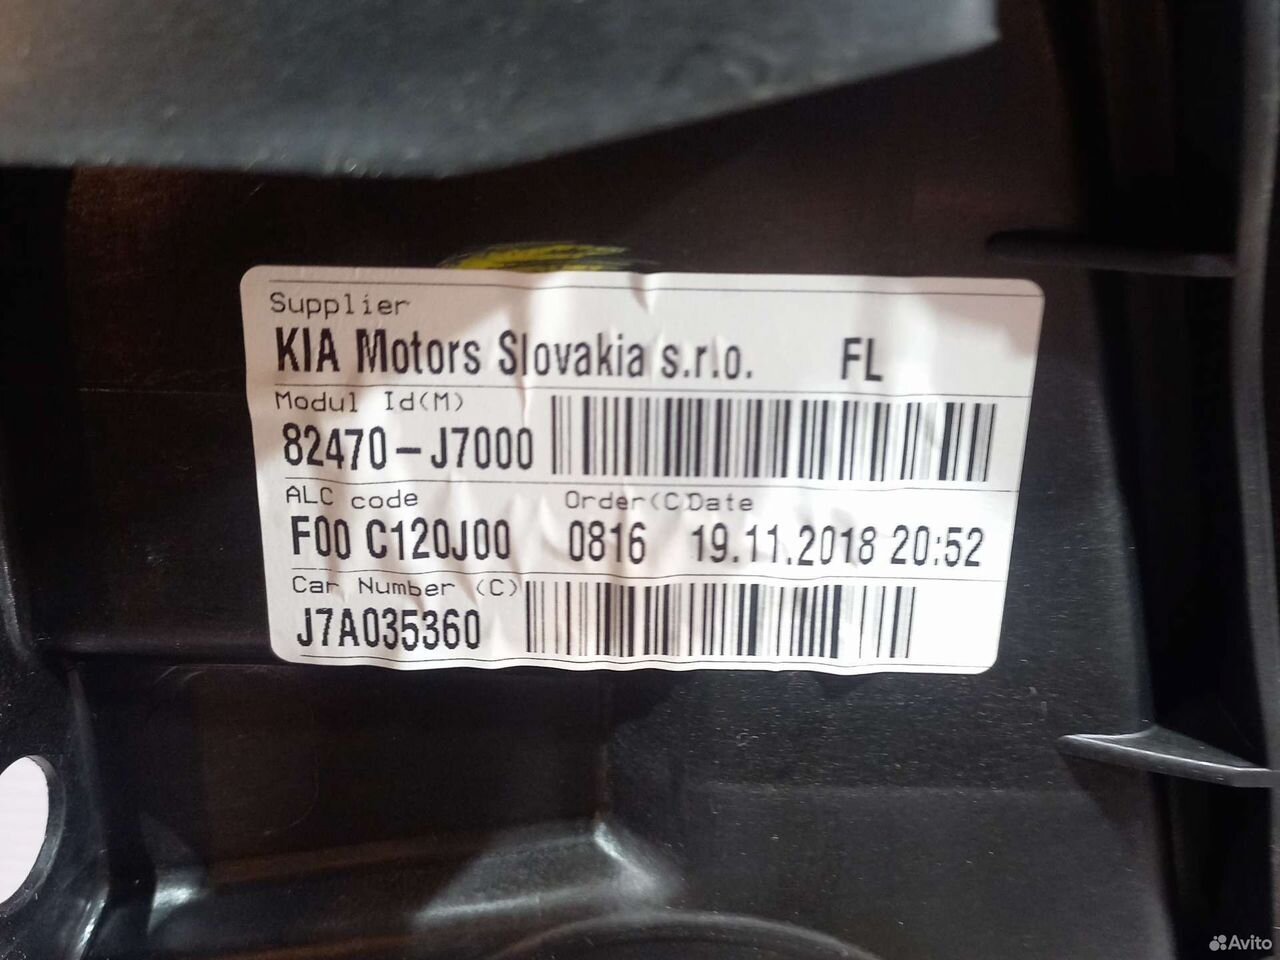 Supplier
KIA Motors Slovakia s.r.o. FL
Modul Id(M)
82470-J7000
ALC code Order(C)Date
F00 C120J00 0816 19.11.2018 20:52
Car Number (C)
J7A035360
Avito